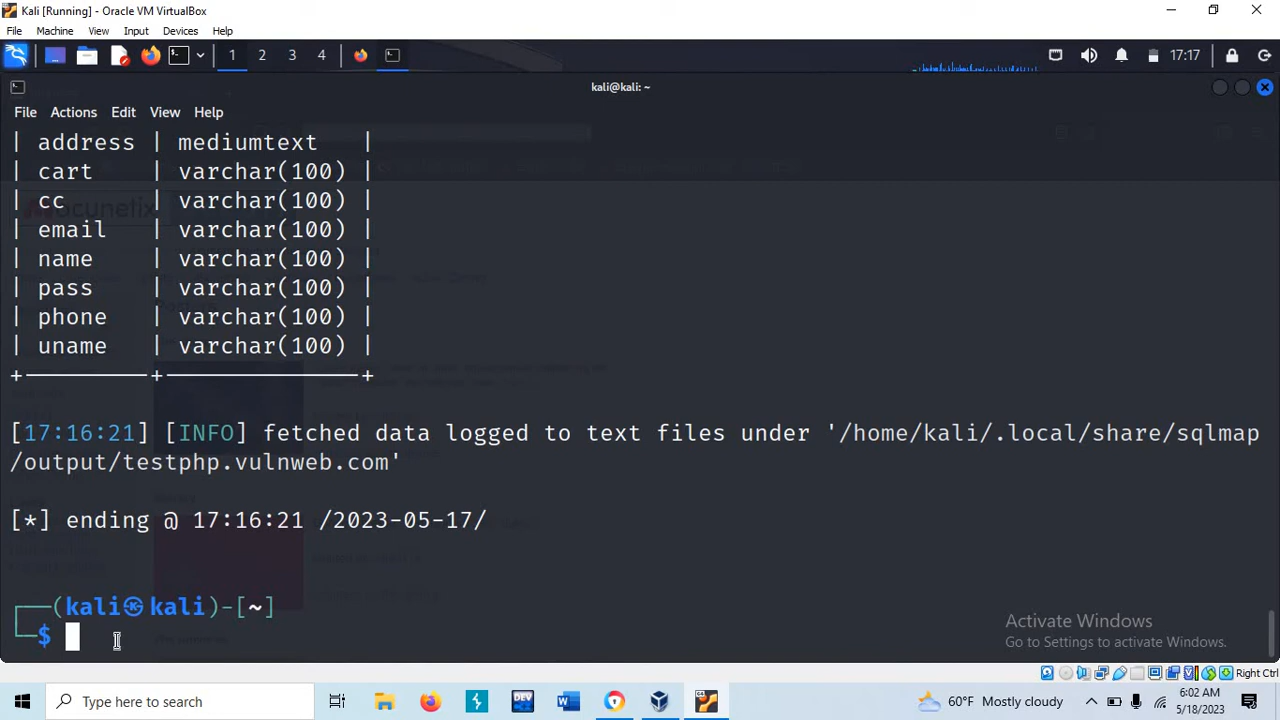 Kali [Running] - Oracle VM VirtualBox
File Machine View Input Devices Help
1 2 3 4 17:17
kali@kali: ~
File Actions Edit View Help
| address | mediumtext |
| cart | varchar(100) |
| cc | varchar(100) |
| email | varchar(100) |
| name | varchar(100) |
| pass | varchar(100) |
| phone | varchar(100) |
| uname | varchar(100) |
[17:16:21] [INFO] fetched data logged to text files under '/home/kali/.local/share/sqlmap
/output/testphp.vulnweb.com'
[*] ending @ 17:16:21 /2023-05-17/
(kali㉿kali)-[~]
$
Activate Windows
Go to Settings to activate Windows.
Right Ctrl
Type here to search
DEV
60°F Mostly cloudy
6:02 AM
5/18/2023